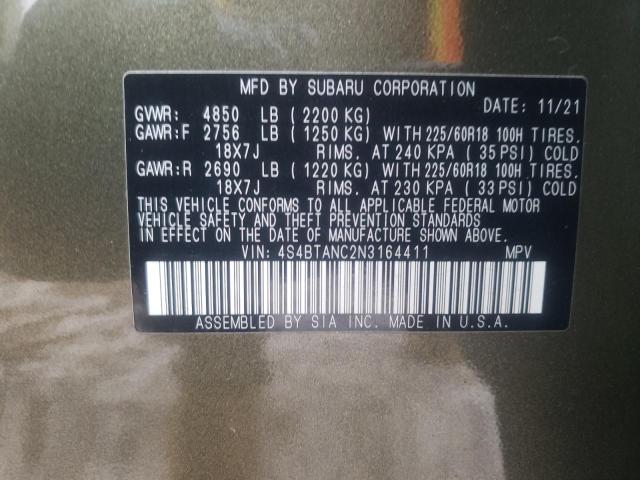 MFD BY SUBARU CORPORATION
DATE: 11/21
GVWR: 4850 LB ( 2200 KG)
GAWR:F 2756 LB ( 1250 KG) WITH 225/60R18 100H TIRES.
18X7J RIMS. AT 240 KPA ( 35 PSI) COLD
GAWR:R 2690 LB ( 1220 KG) WITH 225/60R18 100H TIRES.
18X7J RIMS. AT 230 KPA ( 33 PSI) COLD
THIS VEHICLE CONFORMS TO ALL APPLICABLE FEDERAL MOTOR
VEHICLE SAFETY AND THEFT PREVENTION STANDARDS
IN EFFECT ON THE DATE OF MANUFACTURE SHOWN ABOVE.
VIN: 4S4BTANC2N3164411 MPV
ASSEMBLED BY SIA INC. MADE IN U.S.A.